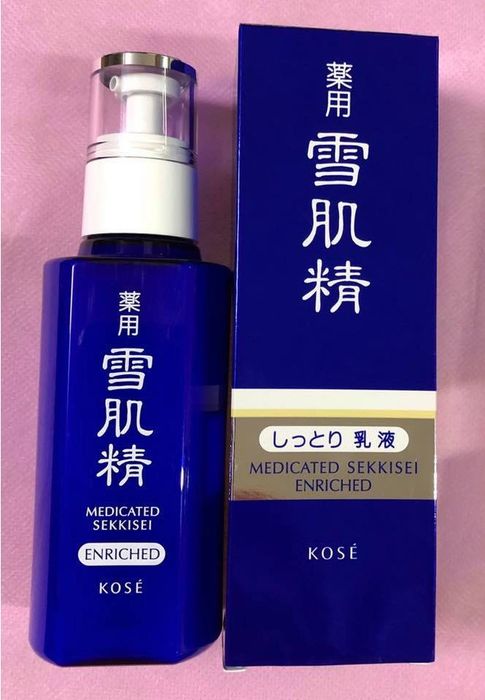 薬用
雪肌精
MEDICATED
SEKKISEI
ENRICHED
KOSÉ
薬用
雪肌精
しっとり 乳液
MEDICATED SEKKISEI
ENRICHED
KOSÉ